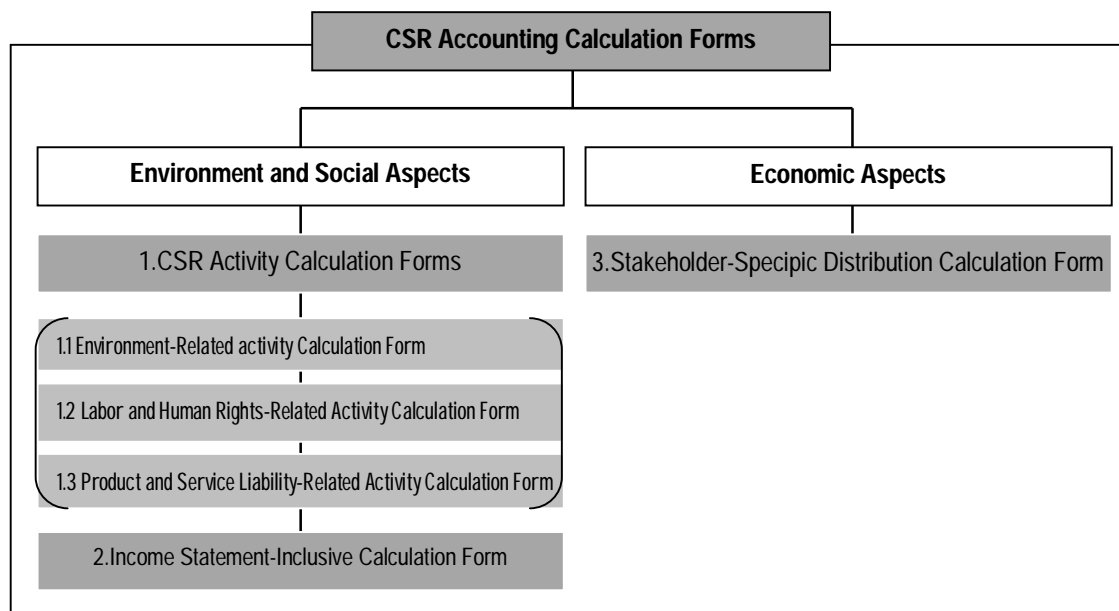 CSR Accounting Calculation Forms
Environment and Social Aspects
Economic Aspects
1.CSR Activity Calculation Forms
3.Stakeholder-Specipic Distribution Calculation Form
1.1 Environment-Related activity Calculation Form
1.2 Labor and Human Rights-Related Activity Calculation Form
1.3 Product and Service Liability-Related Activity Calculation Form
2.Income Statement-Inclusive Calculation Form